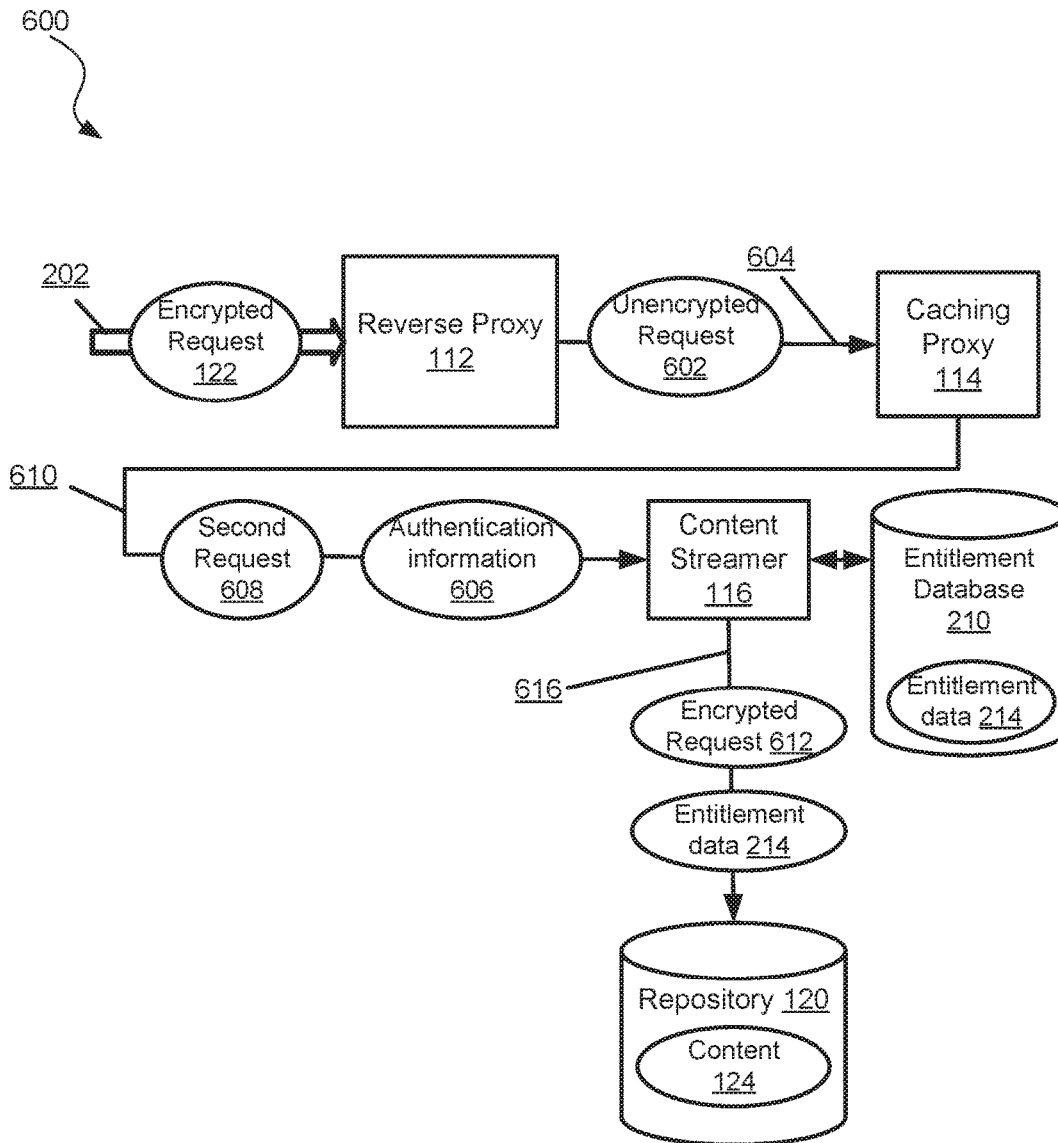 600
202
Encrypted
Request
122
Reverse Proxy
112
Unencrypted
Request
602
604
Caching
Proxy
114
610
Second
Request
608
Authentication
information
606
Content
Streamer
116
Entitlement
Database
210
Entitlement
data 214
616
Encrypted
Request 612
Entitlement
data 214
Repository 120
Content
124